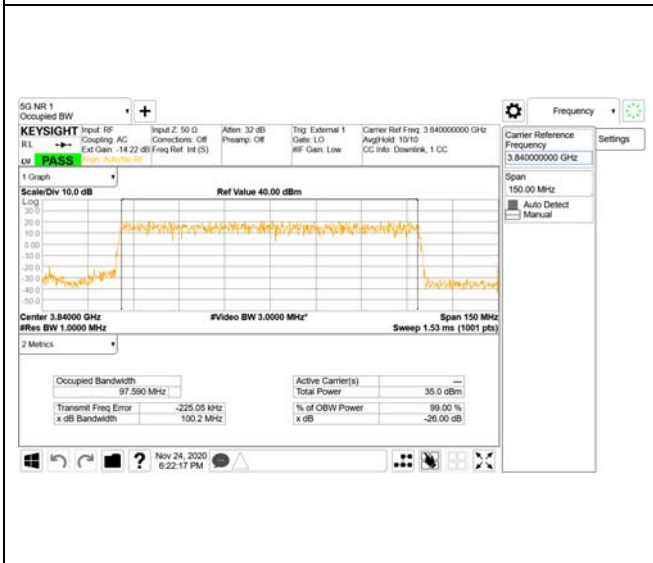 5G NR 1
Occupied BW
+
Frequency
KEYSIGHT
Input: RF
Coupling: AC
Ext Gain: -14.22 dB
Align: Auto/No RF
Input Z: 50 Ω
Corrections: Off
Freq Ref: Int (S)
Atten: 32 dB
Preamp: Off
Trig: External 1
Gate: LO
#IF Gain: Low
Carrier Ref Freq: 3.840000000 GHz
Avg|Hold: 10/10
CC Info: Downlink, 1 CC
RL
PASS
Carrier Reference
Frequency
3.840000000 GHz
Settings
Span
150.00 MHz
Auto Detect
Manual
1 Graph
Scale/Div 10.0 dB
Ref Value 40.00 dBm
Log
30.0
20.0
10.0
0.00
-10.0
-20.0
-30.0
-40.0
-50.0
Center 3.84000 GHz
#Video BW 3.0000 MHz*
Span 150 MHz
#Res BW 1.0000 MHz
Sweep 1.53 ms (1001 pts)
2 Metrics
Occupied Bandwidth
97.590 MHz
Transmit Freq Error -225.05 kHz
x dB Bandwidth 100.2 MHz
Active Carrier(s) ---
Total Power 35.0 dBm
% of OBW Power 99.00 %
x dB -26.00 dB
?
Nov 24, 2020
6:22:17 PM